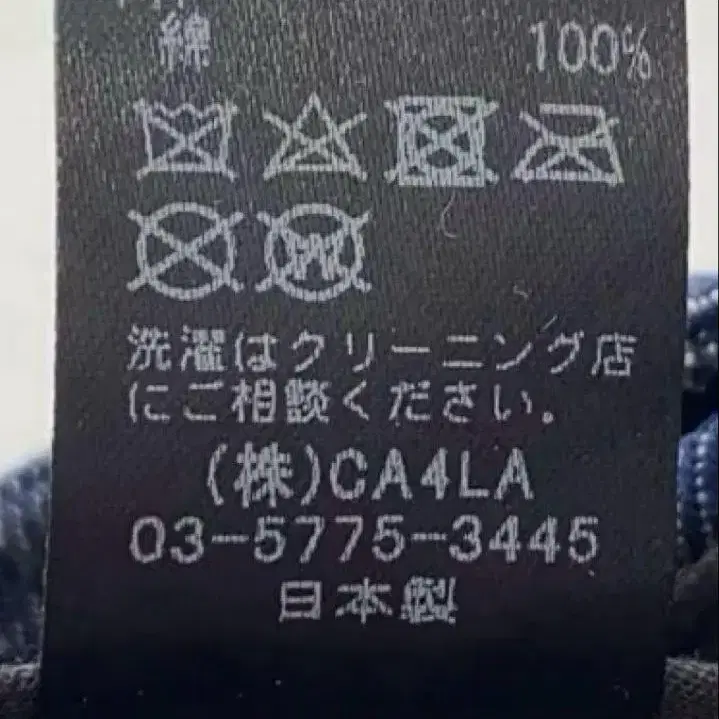 綿 100%
洗濯はクリーニング店
にご相談ください。
(株)CA4LA
03-5775-3445
日本製